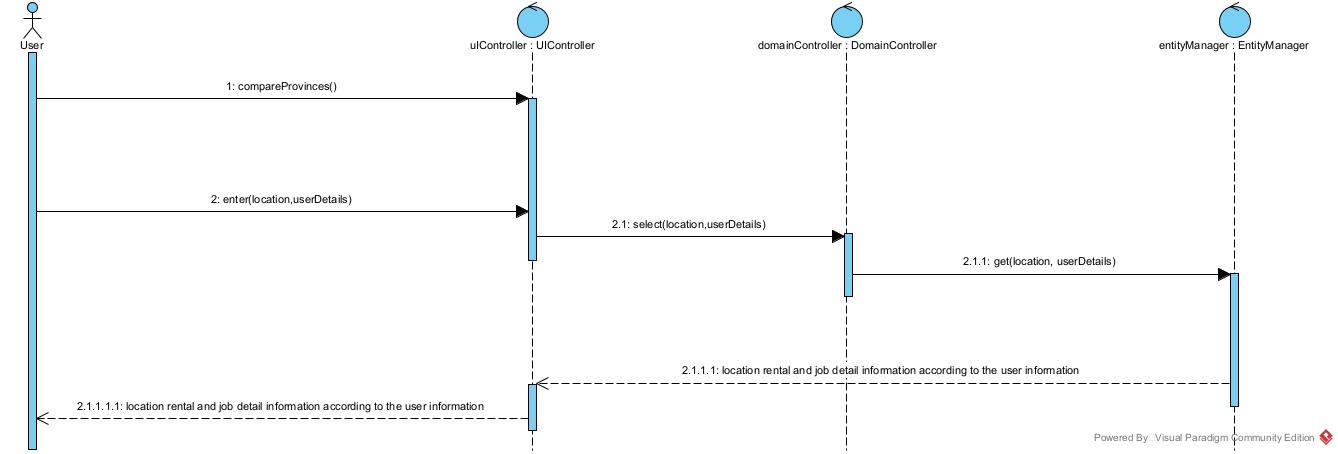 User
uIController : UIController
domainController : DomainController
entityManager : EntityManager
1: compareProvinces()
2: enter(location,userDetails)
2.1: select(location,userDetails)
2.1.1: get(location, userDetails)
2.1.1.1: location rental and job detail information according to the user information
2.1.1.1.1: location rental and job detail information according to the user information
Powered By Visual Paradigm Community Edition